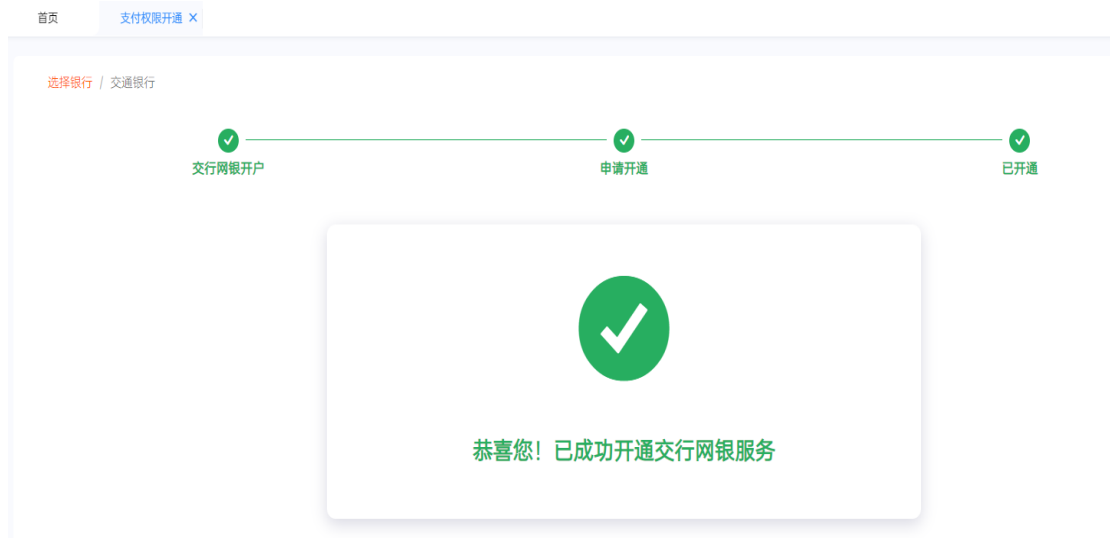 首页 支付权限开通 ×
选择银行 / 交通银行
交行网银开户 申请开通 已开通
恭喜您！已成功开通交行网银服务